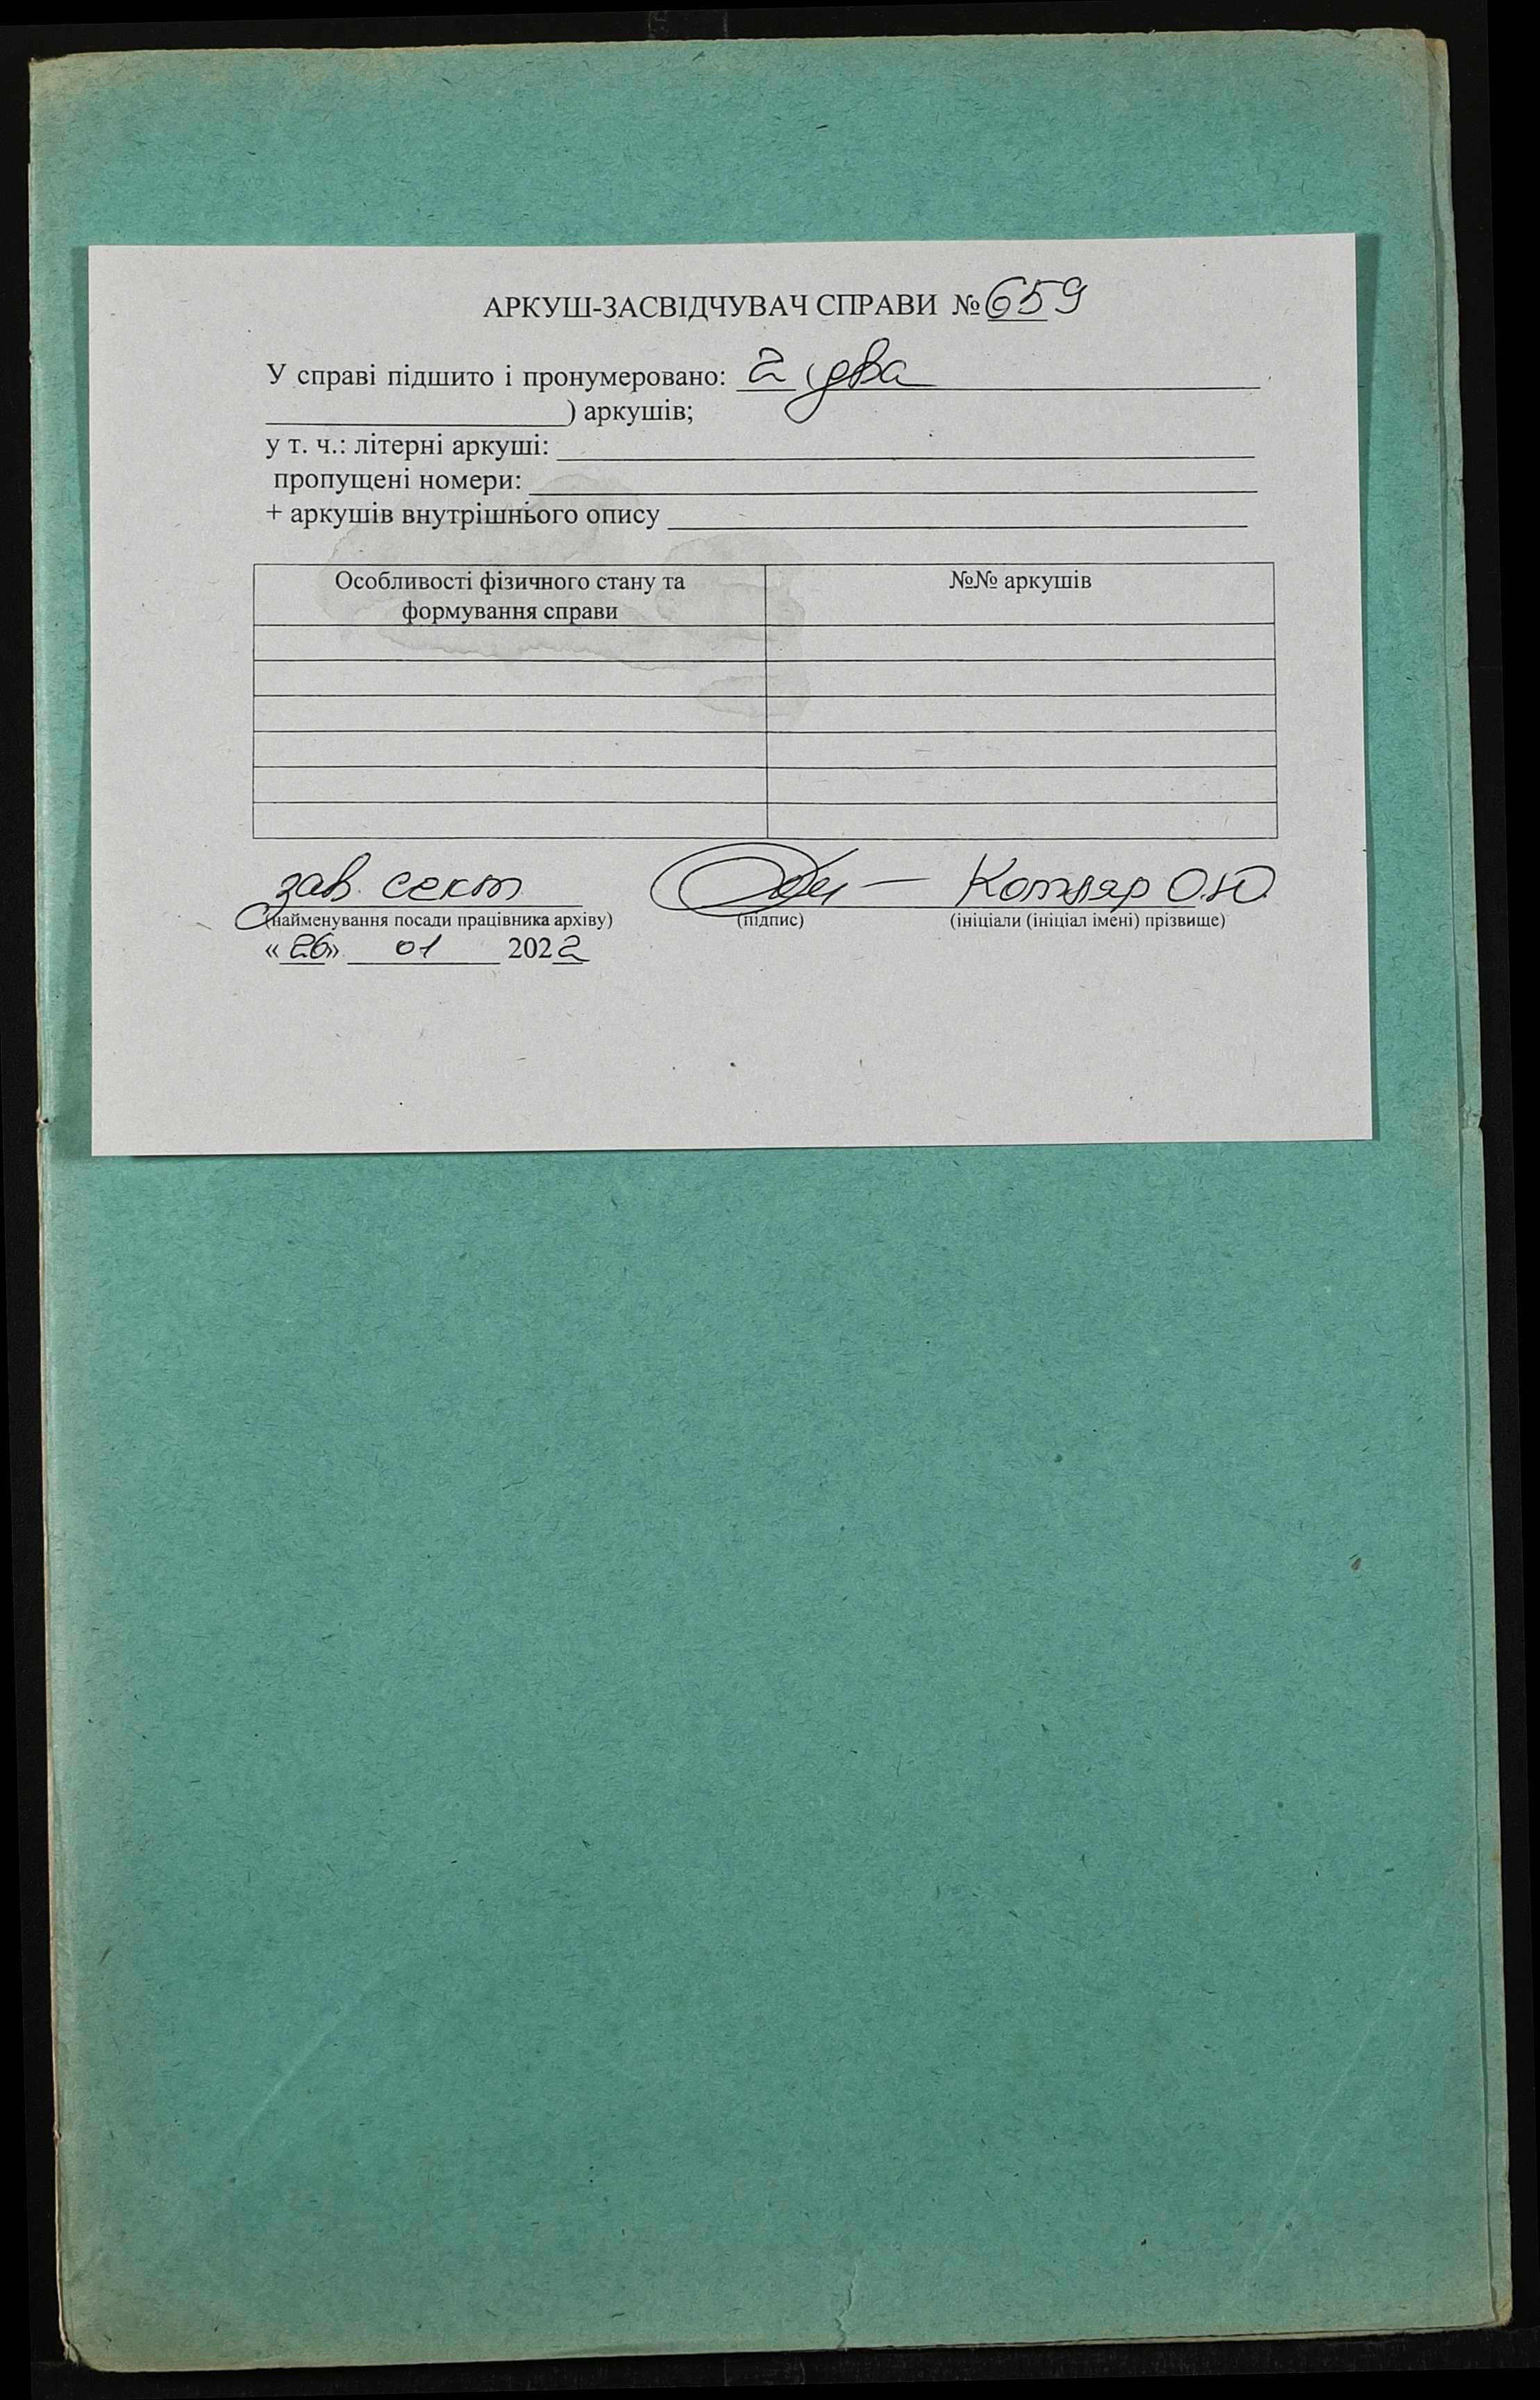 АРКУШ-ЗАСВІДЧУВАЧ СПРАВИ № 659
У справі підшито і пронумеровано: 2 (два
) аркушів;
у т. ч.: літерні аркуші:
пропущені номери:
+ аркушів внутрішнього опису
Особливості фізичного стану та формування справи
№№ аркушів
зав. сект Котляр О.Ю.
(найменування посади працівника архіву) (підпис) (ініціали (ініціал імені) прізвище)
«26» 01 2022